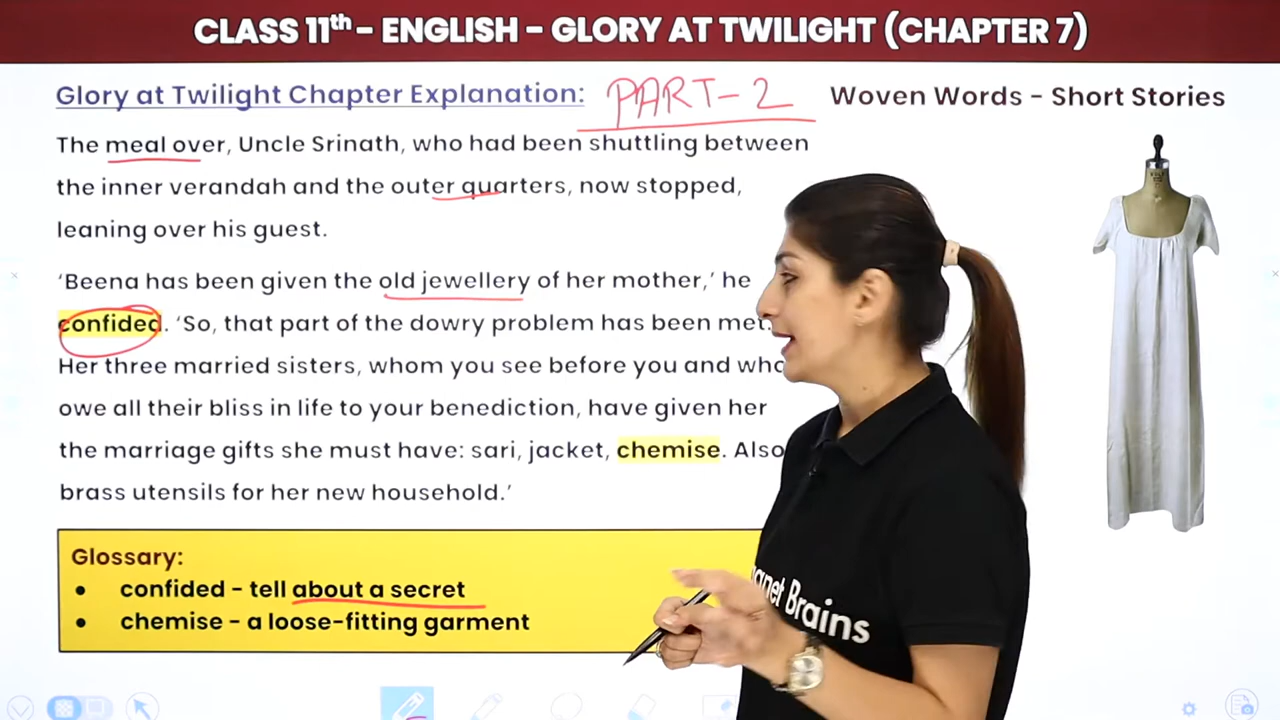 CLASS 11th - ENGLISH - GLORY AT TWILIGHT (CHAPTER 7)
Glory at Twilight Chapter Explanation: PART-2 Woven Words - Short Stories
The meal over, Uncle Srinath, who had been shuttling between
the inner verandah and the outer quarters, now stopped,
leaning over his guest.
'Beena has been given the old jewellery of her mother,' he
confided. 'So, that part of the dowry problem has been met.
Her three married sisters, whom you see before you and who
owe all their bliss in life to your benediction, have given her
the marriage gifts she must have: sari, jacket, chemise. Also
brass utensils for her new household.'
Glossary:
• confided - tell about a secret
• chemise - a loose-fitting garment
Brains